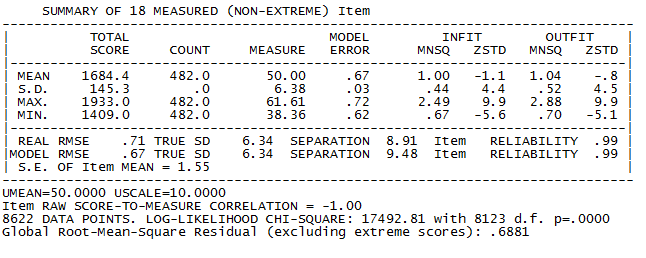 SUMMARY OF 18 MEASURED (NON-EXTREME) Item
TOTAL MODEL INFIT OUTFIT
SCORE COUNT MEASURE ERROR MNSQ ZSTD MNSQ ZSTD
MEAN 1684.4 482.0 50.00 .67 1.00 -1.1 1.04 -.8
S.D. 145.3 .0 6.38 .03 .44 4.4 .52 4.5
MAX. 1933.0 482.0 61.61 .72 2.49 9.9 2.88 9.9
MIN. 1409.0 482.0 38.36 .62 .67 -5.6 .70 -5.1
REAL RMSE .71 TRUE SD 6.34 SEPARATION 8.91 Item RELIABILITY .99
MODEL RMSE .67 TRUE SD 6.34 SEPARATION 9.48 Item RELIABILITY .99
S.E. OF Item MEAN = 1.55
UMEAN=50.0000 USCALE=10.0000
Item RAW SCORE-TO-MEASURE CORRELATION = -1.00
8622 DATA POINTS. LOG-LIKELIHOOD CHI-SQUARE: 17492.81 with 8123 d.f. p=.0000
Global Root-Mean-Square Residual (excluding extreme scores): .6881